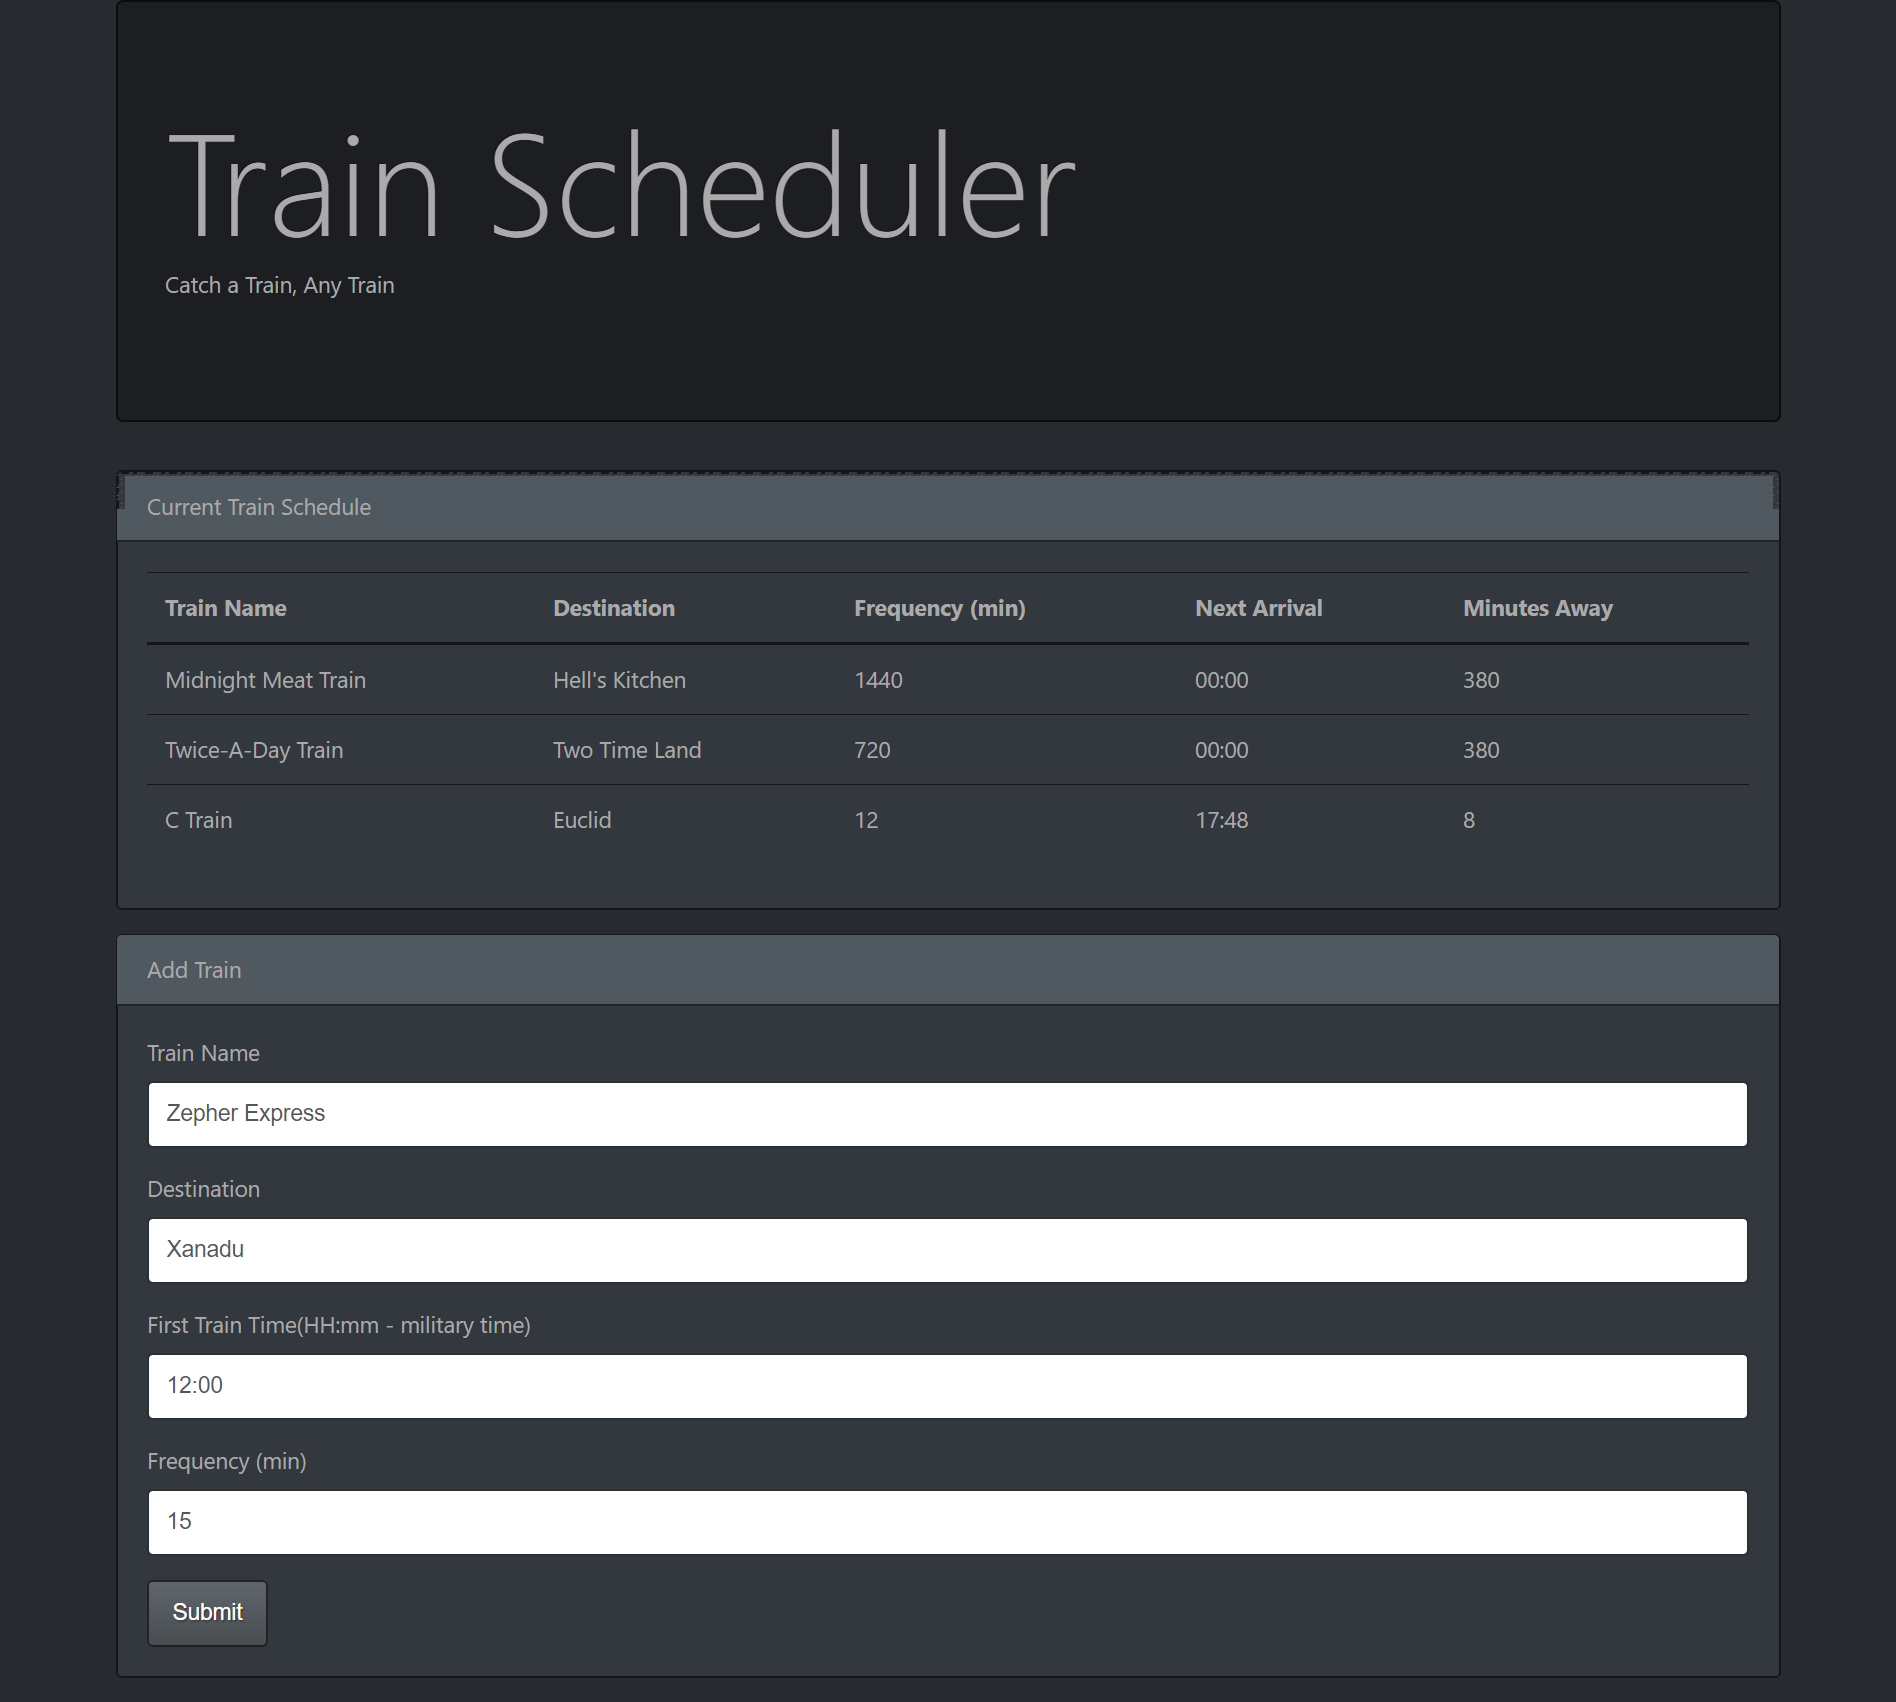 Train Scheduler
Catch a Train, Any Train
Current Train Schedule
Train Name Destination Frequency (min) Next Arrival Minutes Away
Midnight Meat Train Hell's Kitchen 1440 00:00 380
Twice-A-Day Train Two Time Land 720 00:00 380
C Train Euclid 12 17:48 8
Add Train
Train Name
Zepher Express
Destination
Xanadu
First Train Time(HH:mm - military time)
12:00
Frequency (min)
15
Submit